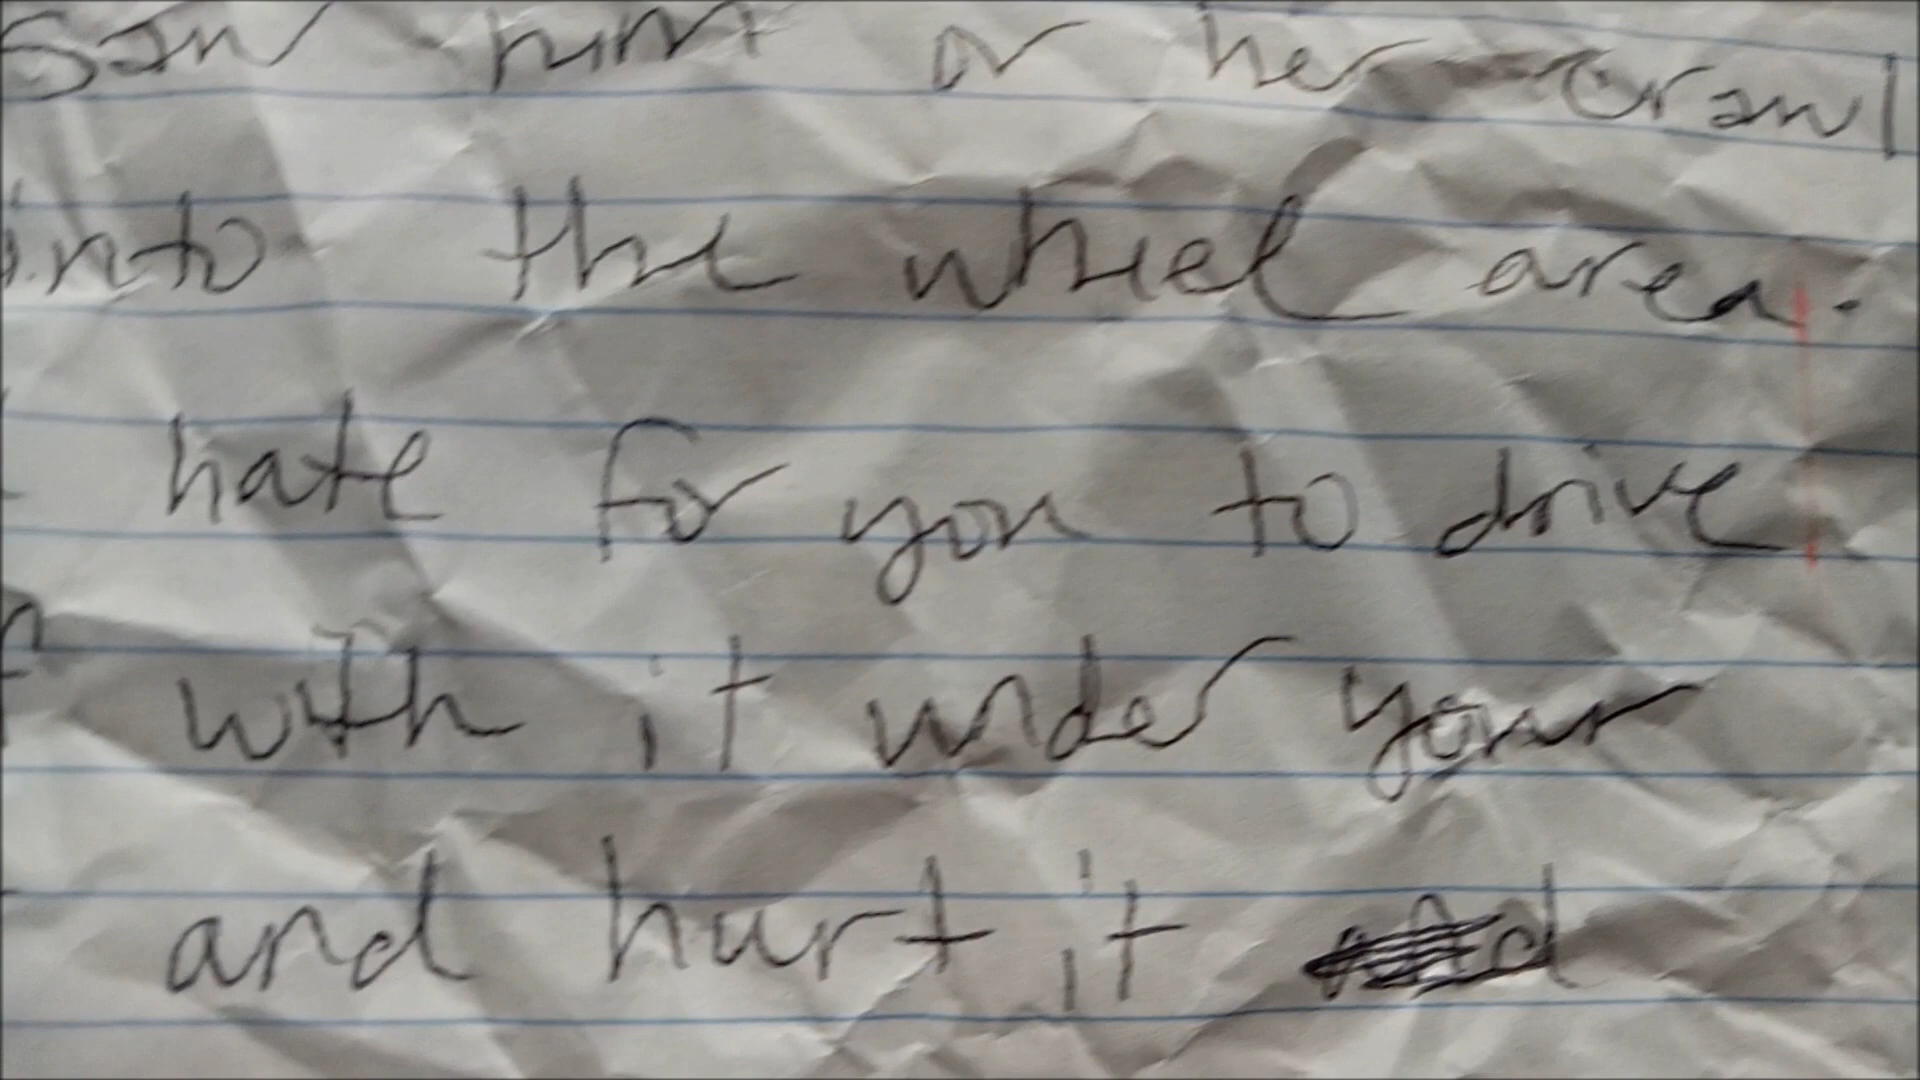 saw him or her crawl
into the wheel area.
hate for you to drive
with it under your
and hurt it